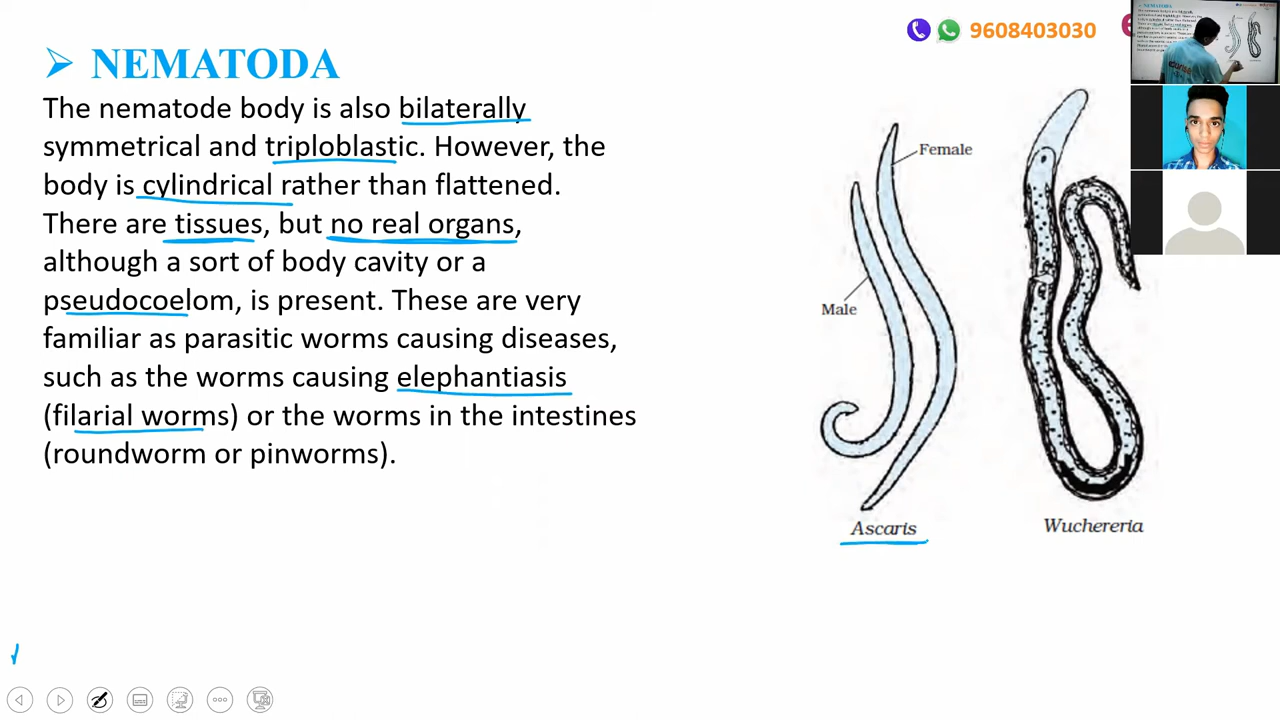 9608403030
NEMATODA
The nematode body is also bilaterally
symmetrical and triploblastic. However, the
body is cylindrical rather than flattened.
There are tissues, but no real organs,
although a sort of body cavity or a
pseudocoelom, is present. These are very
familiar as parasitic worms causing diseases,
such as the worms causing elephantiasis
(filarial worms) or the worms in the intestines
(roundworm or pinworms).
Female
Male
Ascaris
Wuchereria